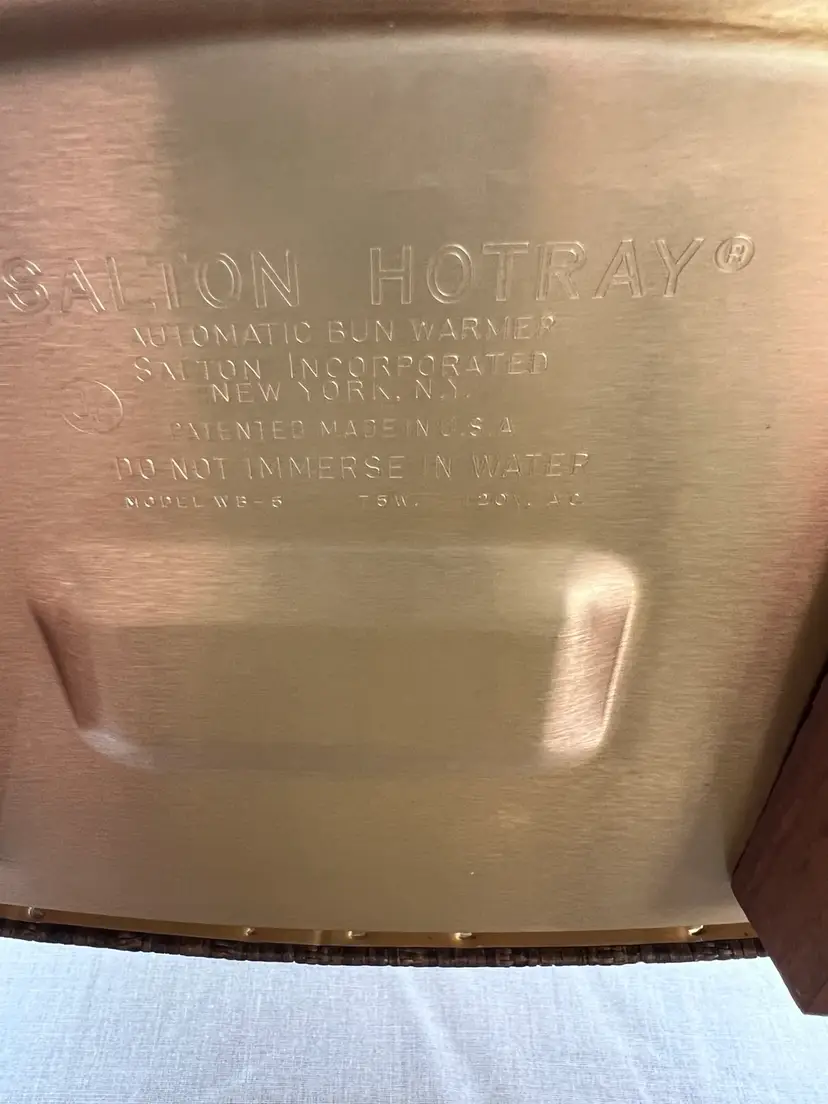 SALTON HOTRAY®
AUTOMATIC BUN WARMER
SALTON INCORPORATED
NEW YORK, N.Y.
UL
PATENTED MADE IN U.S.A
DO NOT IMMERSE IN WATER
MODEL WB-5 75W. 120V. AC